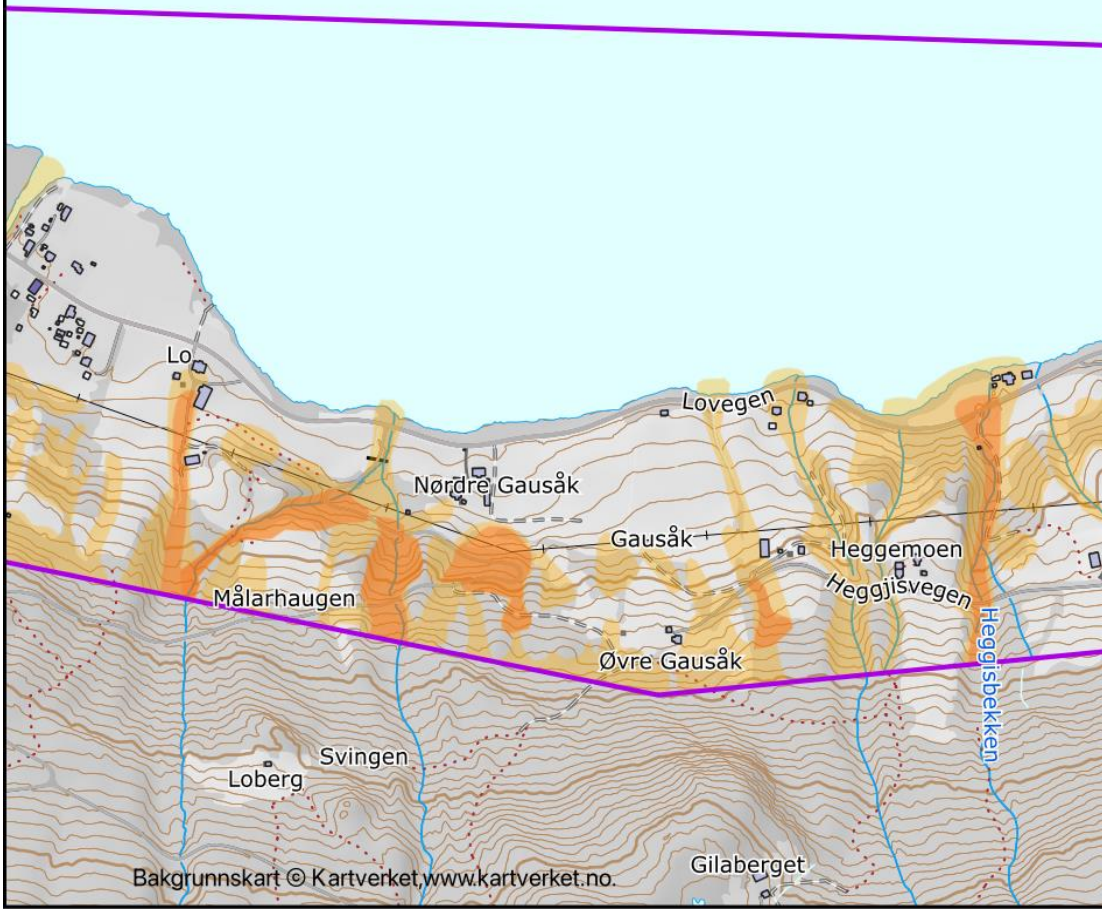 Lo
Lovegen
Nørdre Gausåk
Gausåk
Heggemoen
Heggjisvegen
Målarhaugen
Heggisbekken
Øvre Gausåk
Svingen
Loberg
Gilaberget
Bakgrunnskart © Kartverket,www.kartverket.no.